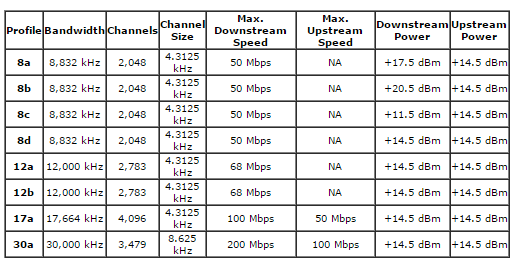 Profile Bandwidth Channels Channel Size Max. Downstream Speed Max. Upstream Speed Downstream Power Upstream Power
8a 8,832 kHz 2,048 4.3125 kHz 50 Mbps NA +17.5 dBm +14.5 dBm
8b 8,832 kHz 2,048 4.3125 kHz 50 Mbps NA +20.5 dBm +14.5 dBm
8c 8,832 kHz 2,048 4.3125 kHz 50 Mbps NA +11.5 dBm +14.5 dBm
8d 8,832 kHz 2,048 4.3125 kHz 50 Mbps NA +14.5 dBm +14.5 dBm
12a 12,000 kHz 2,783 4.3125 kHz 68 Mbps NA +14.5 dBm +14.5 dBm
12b 12,000 kHz 2,783 4.3125 kHz 68 Mbps NA +14.5 dBm +14.5 dBm
17a 17,664 kHz 4,096 4.3125 kHz 100 Mbps 50 Mbps +14.5 dBm +14.5 dBm
30a 30,000 kHz 3,479 8.625 kHz 200 Mbps 100 Mbps +14.5 dBm +14.5 dBm